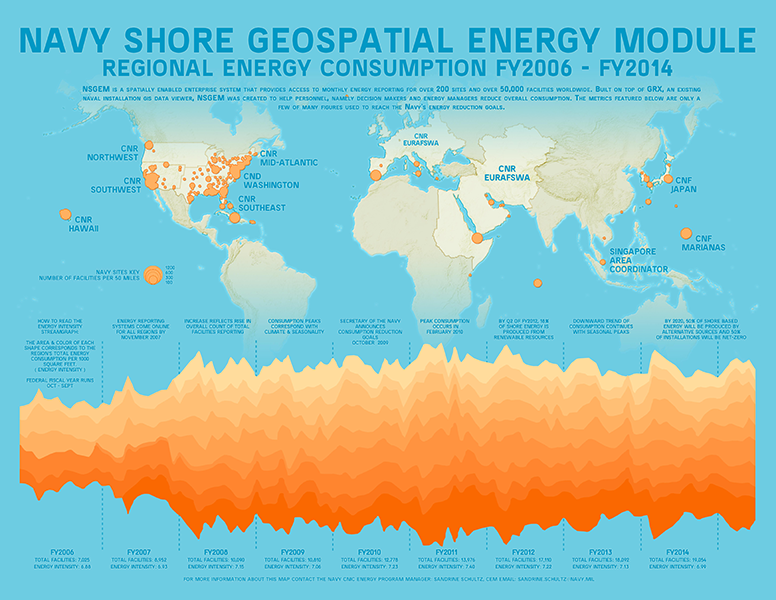 NAVY SHORE GEOSPATIAL ENERGY MODULE
REGIONAL ENERGY CONSUMPTION FY2006 - FY2014
NSGEM IS A SPATIALLY ENABLED ENTERPRISE SYSTEM THAT PROVIDES ACCESS TO MONTHLY ENERGY REPORTING FOR OVER 200 SITES AND OVER 50,000 FACILITIES WORLDWIDE. BUILT ON TOP OF GRX, AN EXISTING
NAVAL INSTALLATION GIS DATA VIEWER, NSGEM WAS CREATED TO HELP PERSONNEL, NAMELY DECISION MAKERS AND ENERGY MANAGERS REDUCE OVERALL CONSUMPTION. THE METRICS FEATURED BELOW ARE ONLY A
FEW OF MANY FIGURES USED TO REACH THE NAVY'S ENERGY REDUCTION GOALS.
CNR
NORTHWEST
CNR
SOUTHWEST
CNR
HAWAII
CNR
MID-ATLANTIC
CND
WASHINGTON
CNR
SOUTHEAST
CNR
EURAFSWA
CNR
EURAFSWA
CNF
JAPAN
CNF
MARIANAS
SINGAPORE
AREA
COORDINATOR
NAVY SITES KEY
NUMBER OF FACILITIES PER 50 MILES
HOW TO READ THE
ENERGY INTENSITY
STREAMGRAPH
THE AREA & COLOR OF EACH
SHAPE CORRESPONDS TO THE
REGION'S TOTAL ENERGY
CONSUMPTION PER 1000
SQUARE FEET
( ENERGY INTENSITY )
FEDERAL FISCAL YEAR RUNS
OCT - SEPT
ENERGY REPORTING
SYSTEMS COME ONLINE
FOR ALL REGIONS BY
NOVEMBER 2007
INCREASE REFLECTS RISE IN
OVERALL COUNT OF TOTAL
FACILITIES REPORTING
CONSUMPTION PEAKS
CORRESPOND WITH
CLIMATE & SEASONALITY
SECRETARY OF THE NAVY
ANNOUNCES
CONSUMPTION REDUCTION
GOALS
OCTOBER 2009
PEAK CONSUMPTION
OCCURS IN
FEBRUARY 2011
BY Q2 OF FY2012, 18%
OF SHORE ENERGY IS
PRODUCED FROM
RENEWABLE RESOURCES
DOWNWARD TREND OF
CONSUMPTION CONTINUES
WITH SEASONAL PEAKS
BY 2020, 50% OF SHORE BASED
ENERGY WILL BE PRODUCED BY
ALTERNATIVE SOURCES AND 50%
OF INSTALLATIONS WILL BE NET-ZERO
FY2006
TOTAL FACILITIES: 7,025
ENERGY INTENSITY: 6.88
FY2007
TOTAL FACILITIES: 8,952
ENERGY INTENSITY: 6.93
FY2008
TOTAL FACILITIES: 10,093
ENERGY INTENSITY: 7.15
FY2009
TOTAL FACILITIES: 10,810
ENERGY INTENSITY: 7.06
FY2010
TOTAL FACILITIES: 12,778
ENERGY INTENSITY: 7.23
FY2011
TOTAL FACILITIES: 13,976
ENERGY INTENSITY: 7.40
FY2012
TOTAL FACILITIES: 17,110
ENERGY INTENSITY: 7.22
FY2013
TOTAL FACILITIES: 18,292
ENERGY INTENSITY: 7.13
FY2014
TOTAL FACILITIES: 19,054
ENERGY INTENSITY: 6.99
FOR MORE INFORMATION ABOUT THIS MAP CONTACT THE NAVY CNIC ENERGY PROGRAM MANAGER: SANDRINE SCHULTZ, CEM EMAIL: SANDRINE.SCHULTZ@NAVY.MIL